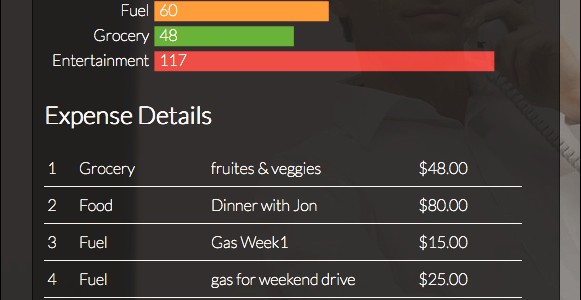 Fuel 60
Grocery 48
Entertainment 117
Expense Details
1 Grocery fruites & veggies $48.00
2 Food Dinner with Jon $80.00
3 Fuel Gas Week1 $15.00
4 Fuel gas for weekend drive $25.00